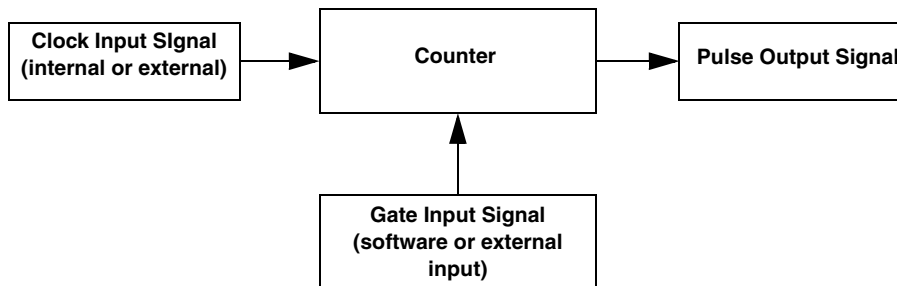 Clock Input SIgnal
(internal or external)
Counter
Pulse Output Signal
Gate Input Signal
(software or external
input)